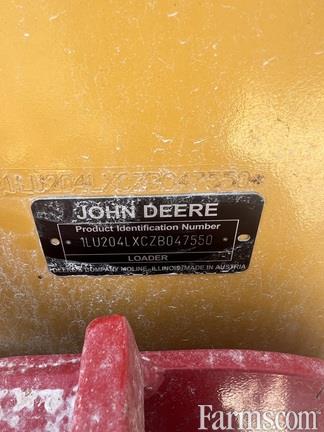 1LU204LXCZB047550*
JOHN DEERE
Product Identification Number
1LU204LXCZB047550
LOADER
DEERE & COMPANY MOLINE, ILLINOIS MADE IN AUSTRIA
Farms.com